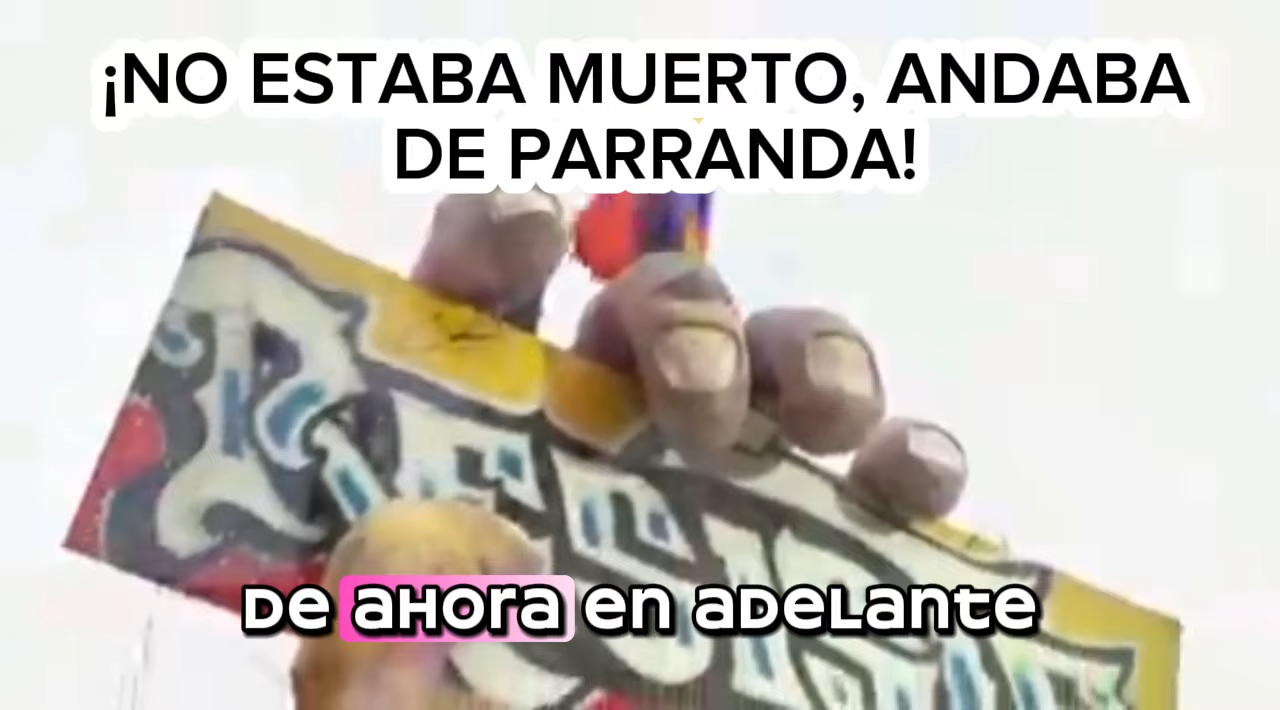 ¡NO ESTABA MUERTO, ANDABA
DE PARRANDA!
DE AHORA EN ADELANTE